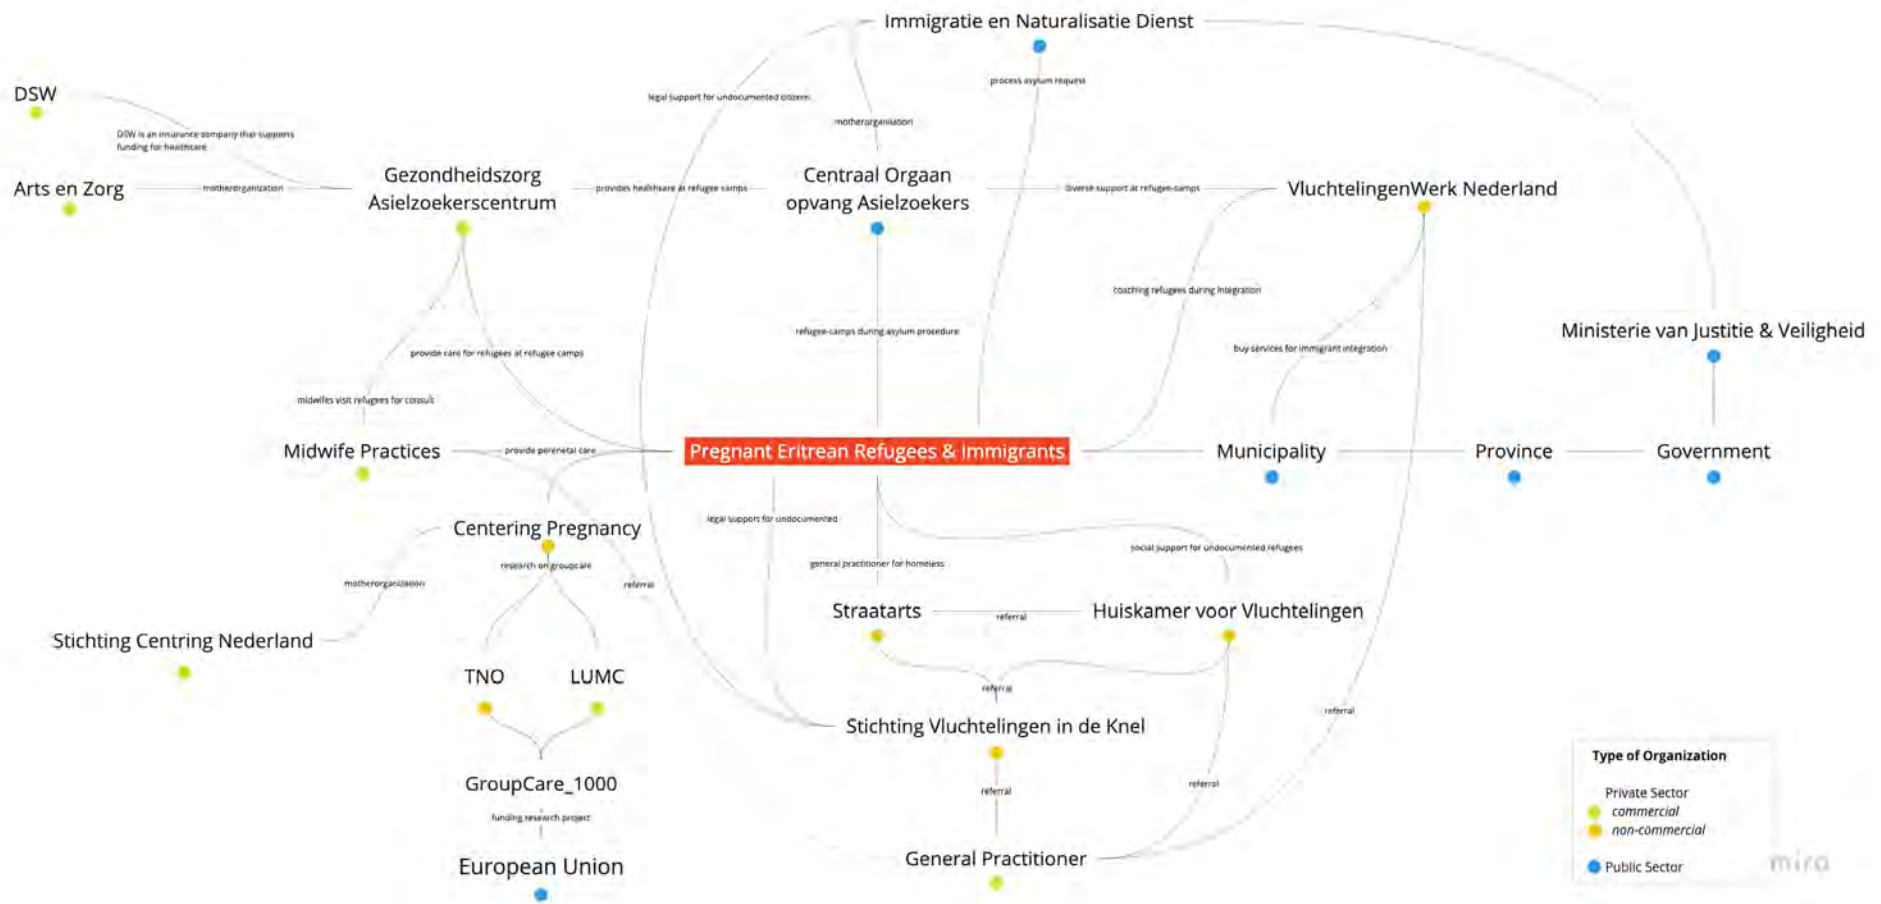 Immigratie en Naturalisatie Dienst
process asylum request
DSW
legal support for undocumented citizens
DSW is an insurance company that supports
funding for healthcare
motherorganisation
Gezondheidszorg
Asielzoekerscentrum
Centraal Orgaan
opvang Asielzoekers
Arts en Zorg
motherorganization
provides healthcare at refugee camps
diverse support at refugee-camps
VluchtelingenWerk Nederland
coaching refugees during integration
refugee-camps during asylum procedure
Ministerie van Justitie & Veiligheid
provide care for refugees at refugee camps
buy services for immigrant integration
midwifes visit refugees for consult
Midwife Practices
provide perenetal care
Pregnant Eritrean Refugees & Immigrants
Municipality
Province
Government
legal support for undocumented
Centering Pregnancy
research on groupcare
social support for undocumented refugees
general practitioner for homeless
motherorganization
referral
Straatarts
referral
Huiskamer voor Vluchtelingen
Stichting Centring Nederland
TNO
LUMC
referral
referral
Stichting Vluchtelingen in de Knel
GroupCare_1000
referral
referral
funding research project
General Practitioner
European Union
Type of Organization
Private Sector
commercial
non-commercial
Public Sector
miro